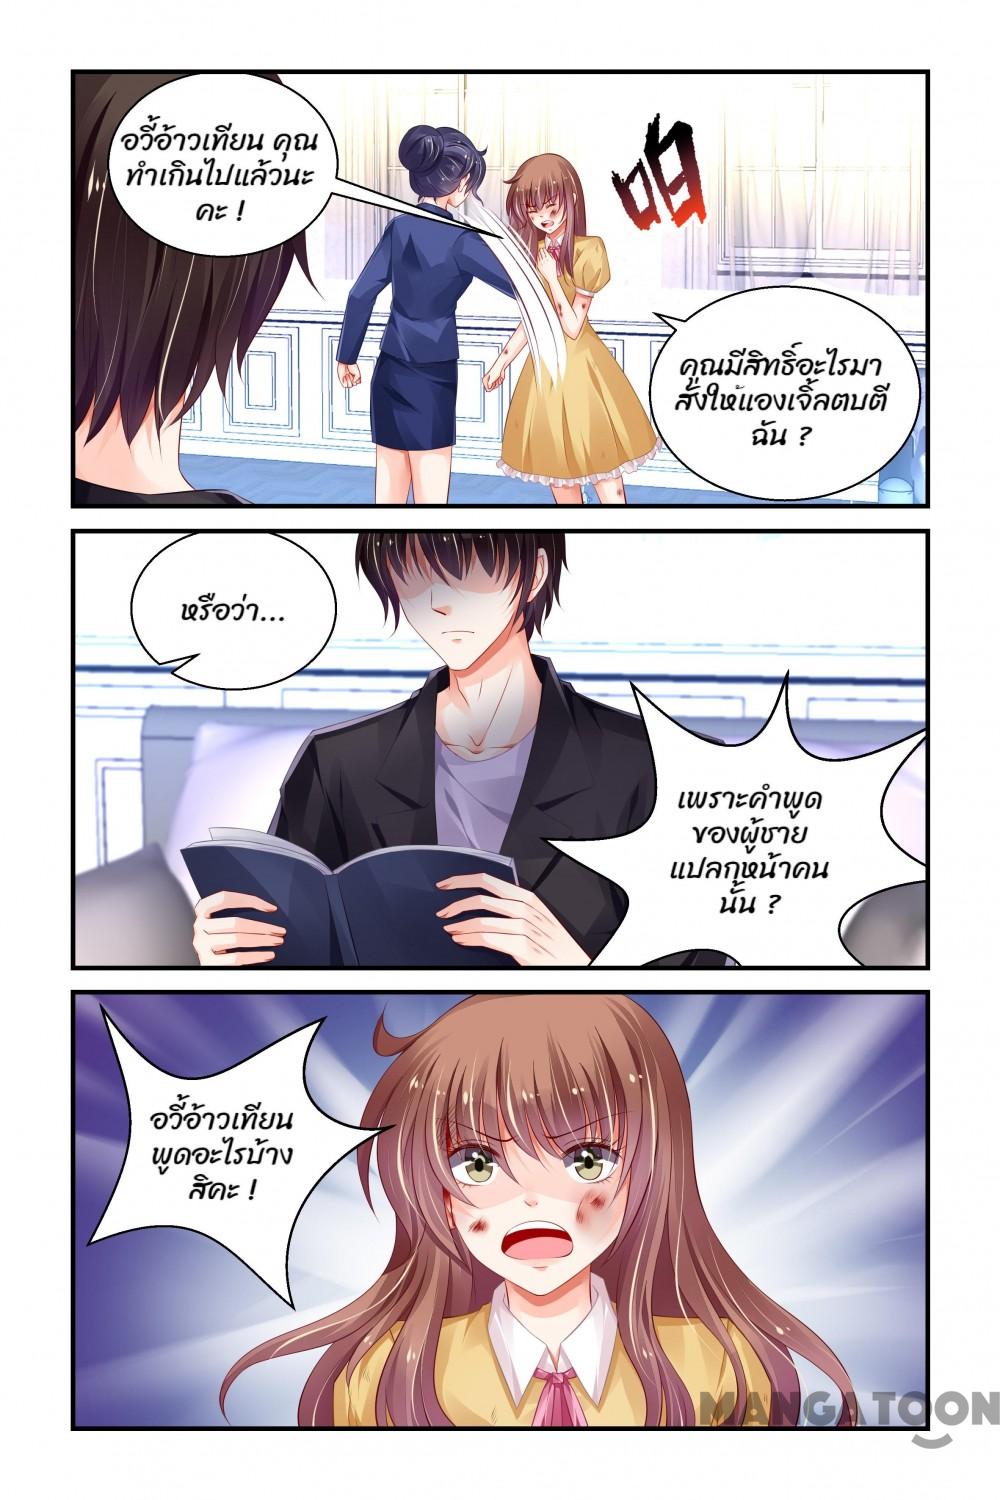 อวี้อ้าวเทียน คุณ
ทำเกินไปแล้วนะ
คะ !
咱
คุณมีสิทธิ์อะไรมา
สั่งให้แองเจิ้ลตบตี
ฉัน ?
หรือว่า...
เพราะคำพูด
ของผู้ชาย
แปลกหน้าคน
นั้น ?
อวี้อ้าวเทียน
พูดอะไรบ้าง
สิคะ !
MANGATOON